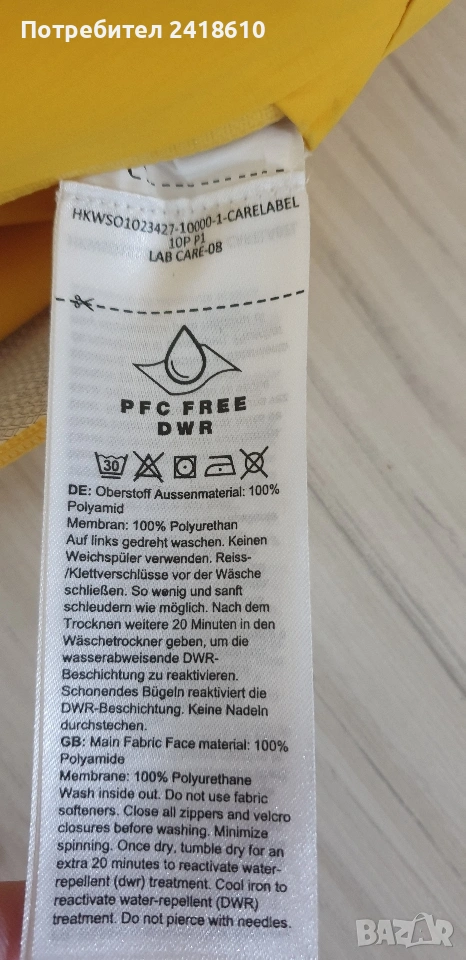 Потребител 2418610
HKWSO1023427-10000-1-CARELABEL
10P P1
LAB CARE-08
PFC FREE
DWR
30
DE: Oberstoff Aussenmaterial: 100%
Polyamid
Membran: 100% Polyurethan
Auf links gedreht waschen. Keinen
Weichspüler verwenden. Reiss-
/Klettverschlüsse vor der Wäsche
schließen. So wenig und sanft
schleudern wie möglich. Nach dem
Trocknen weitere 20 Minuten in den
Wäschetrockner geben, um die
wasserabweisende DWR-
Beschichtung zu reaktivieren.
Schonendes Bügeln reaktiviert die
DWR-Beschichtung. Keine Nadeln
durchstechen.
GB: Main Fabric Face material: 100%
Polyamide
Membrane: 100% Polyurethane
Wash inside out. Do not use fabric
softeners. Close all zippers and velcro
closures before washing. Minimize
spinning. Once dry, tumble dry for an
extra 20 minutes to reactivate water-
repellent (dwr) treatment. Cool iron to
reactivate water-repellent (DWR)
treatment. Do not pierce with needles.
BAZAR